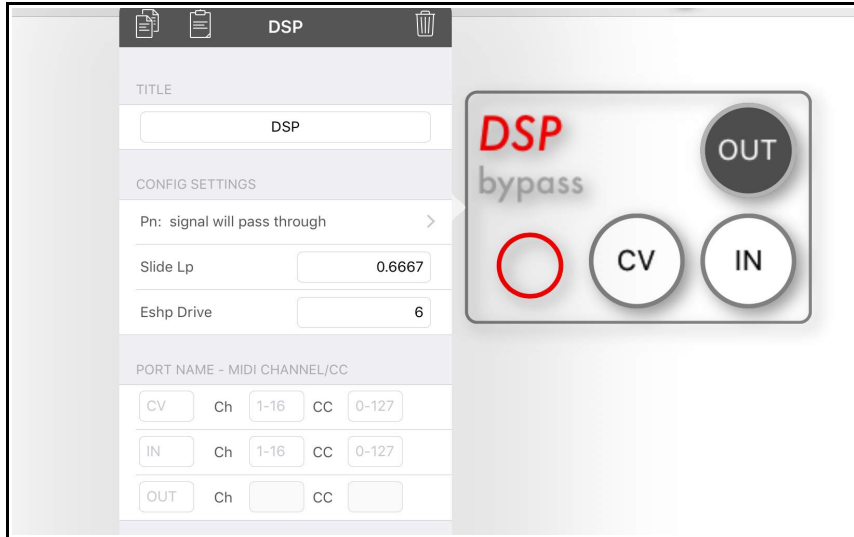 DSP
TITLE
DSP
CONFIG SETTINGS
Pn: signal will pass through
Slide Lp 0.6667
Eshp Drive 6
PORT NAME - MIDI CHANNEL/CC
CV Ch 1-16 CC 0-127
IN Ch 1-16 CC 0-127
OUT Ch CC
DSP
bypass
OUT
CV
IN